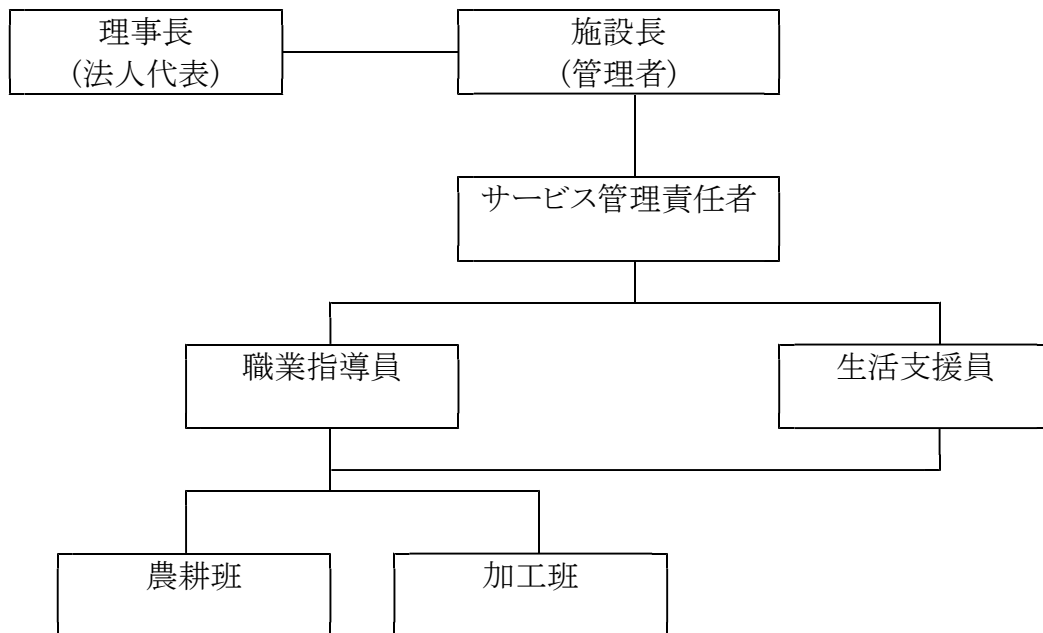 理事長
(法人代表)
施設長
(管理者)
サービス管理責任者
職業指導員
生活支援員
農耕班
加工班